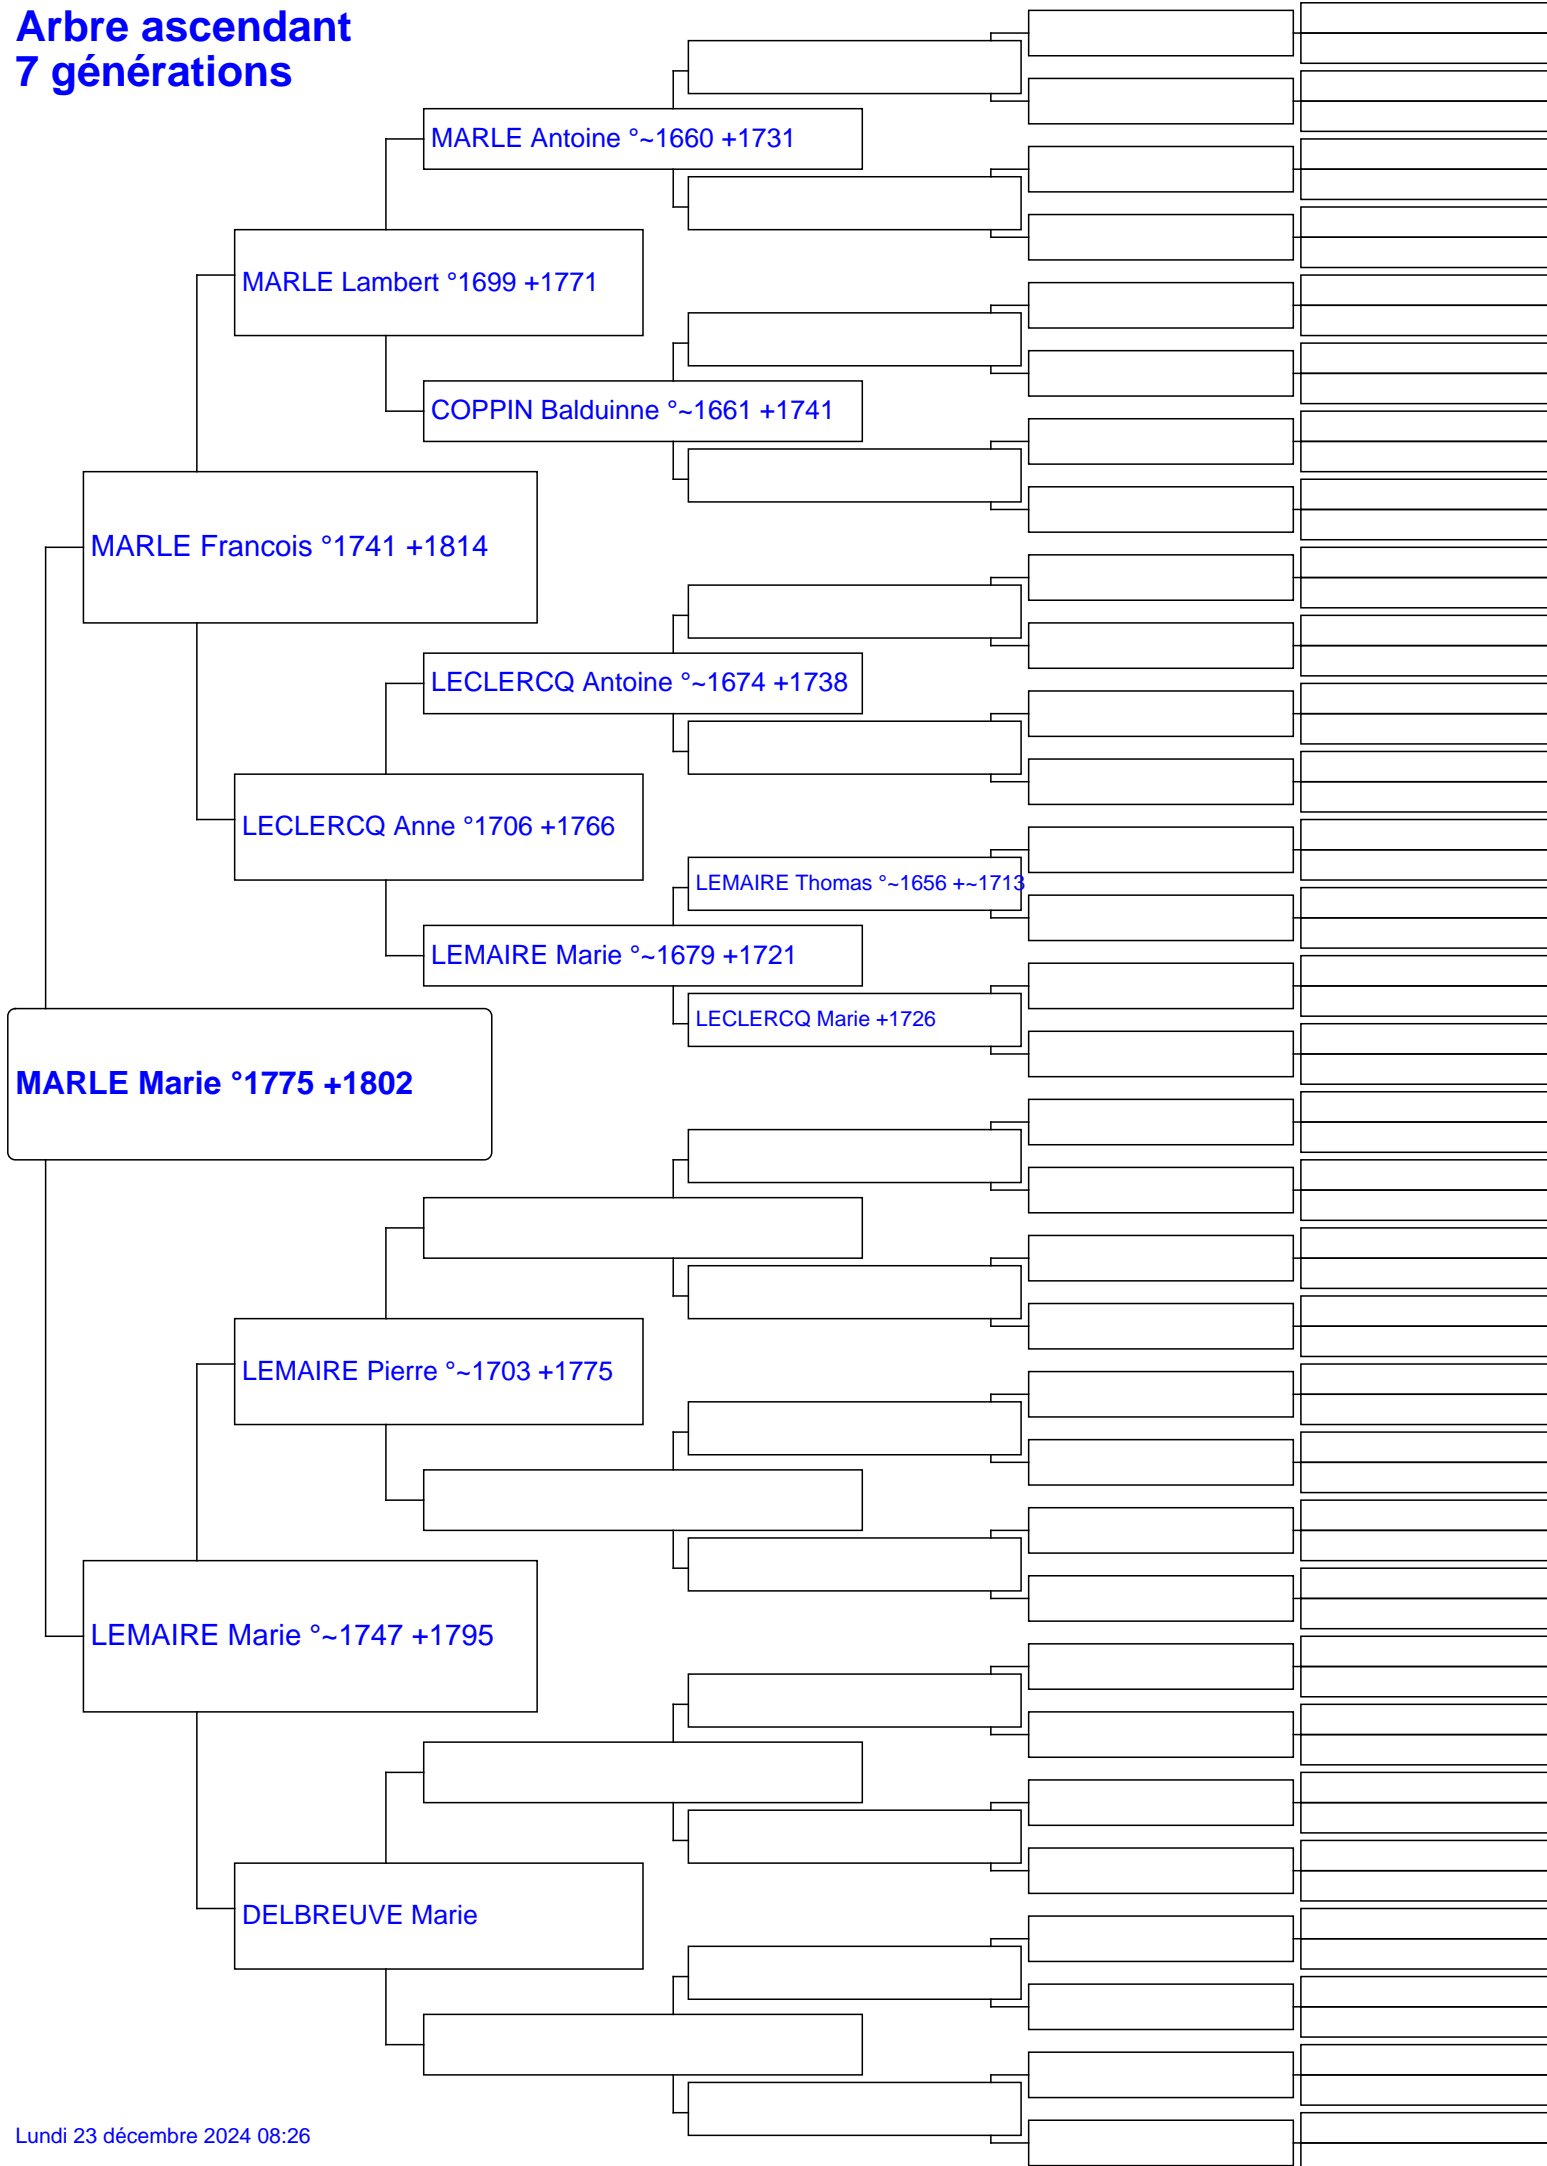 Arbre ascendant
7 générations
MARLE Antoine °~1660 +1731
MARLE Lambert °1699 +1771
COPPIN Balduinne °~1661 +1741
MARLE Francois °1741 +1814
LECLERCQ Antoine °~1674 +1738
LECLERCQ Anne °1706 +1766
LEMAIRE Thomas °~1656 +~1713
LEMAIRE Marie °~1679 +1721
LECLERCQ Marie +1726
MARLE Marie °1775 +1802
LEMAIRE Pierre °~1703 +1775
LEMAIRE Marie °~1747 +1795
DELBREUVE Marie
Lundi 23 décembre 2024 08:26